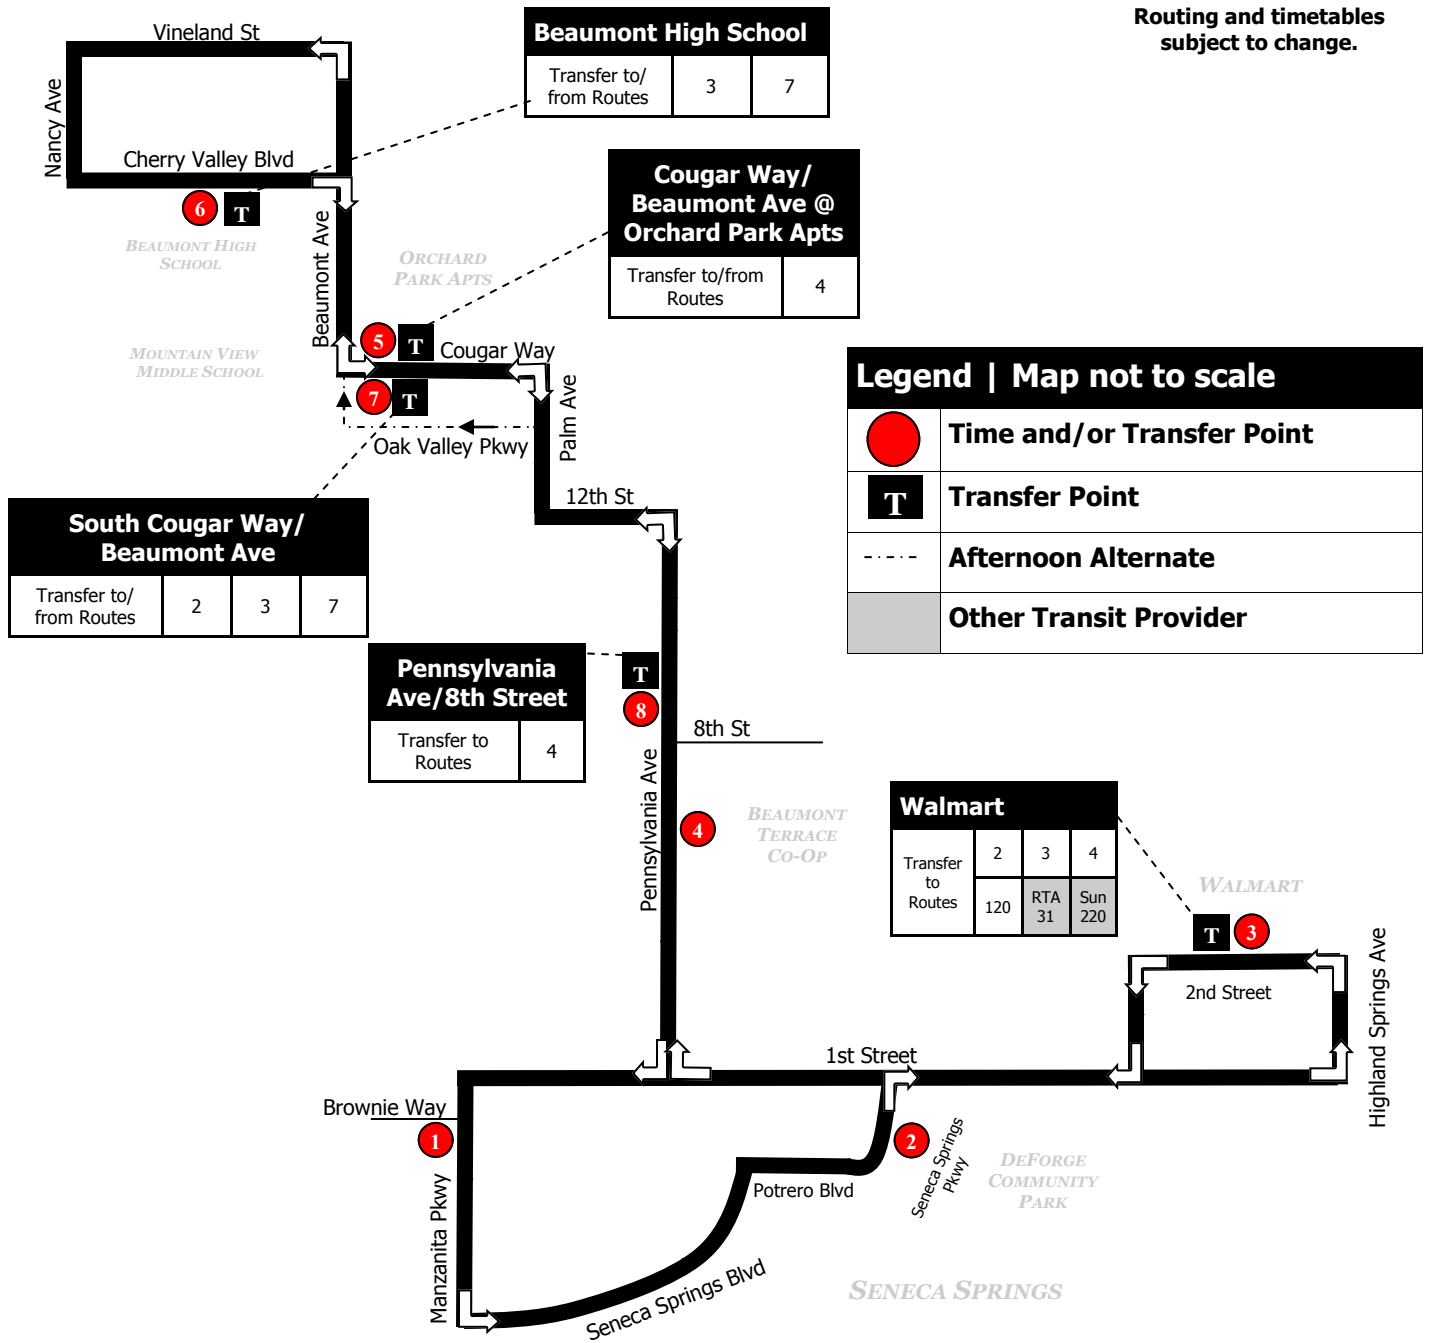 Routing and timetables
subject to change.
Vineland St
Nancy Ave
Cherry Valley Blvd
Beaumont High School
Transfer to/
from Routes
3
7
6
T
BEAUMONT HIGH
SCHOOL
Beaumont Ave
ORCHARD
PARK APTS
Cougar Way/
Beaumont Ave @
Orchard Park Apts
Transfer to/from
Routes
4
MOUNTAIN VIEW
MIDDLE SCHOOL
5
T
Cougar Way
7
T
Oak Valley Pkwy
Palm Ave
12th St
Legend | Map not to scale
Time and/or Transfer Point
T
Transfer Point
Afternoon Alternate
Other Transit Provider
South Cougar Way/
Beaumont Ave
Transfer to/
from Routes
2
3
7
Pennsylvania
Ave/8th Street
Transfer to
Routes
4
T
8
8th St
Pennsylvania Ave
4
BEAUMONT
TERRACE
CO-OP
Walmart
Transfer
to
Routes
2
3
4
120
RTA
31
Sun
220
WALMART
T
3
2nd Street
Highland Springs Ave
1st Street
Brownie Way
1
Manzanita Pkwy
2
Seneca Springs
Pkwy
Potrero Blvd
DEFORGE
COMMUNITY
PARK
Seneca Springs Blvd
SENECA SPRINGS